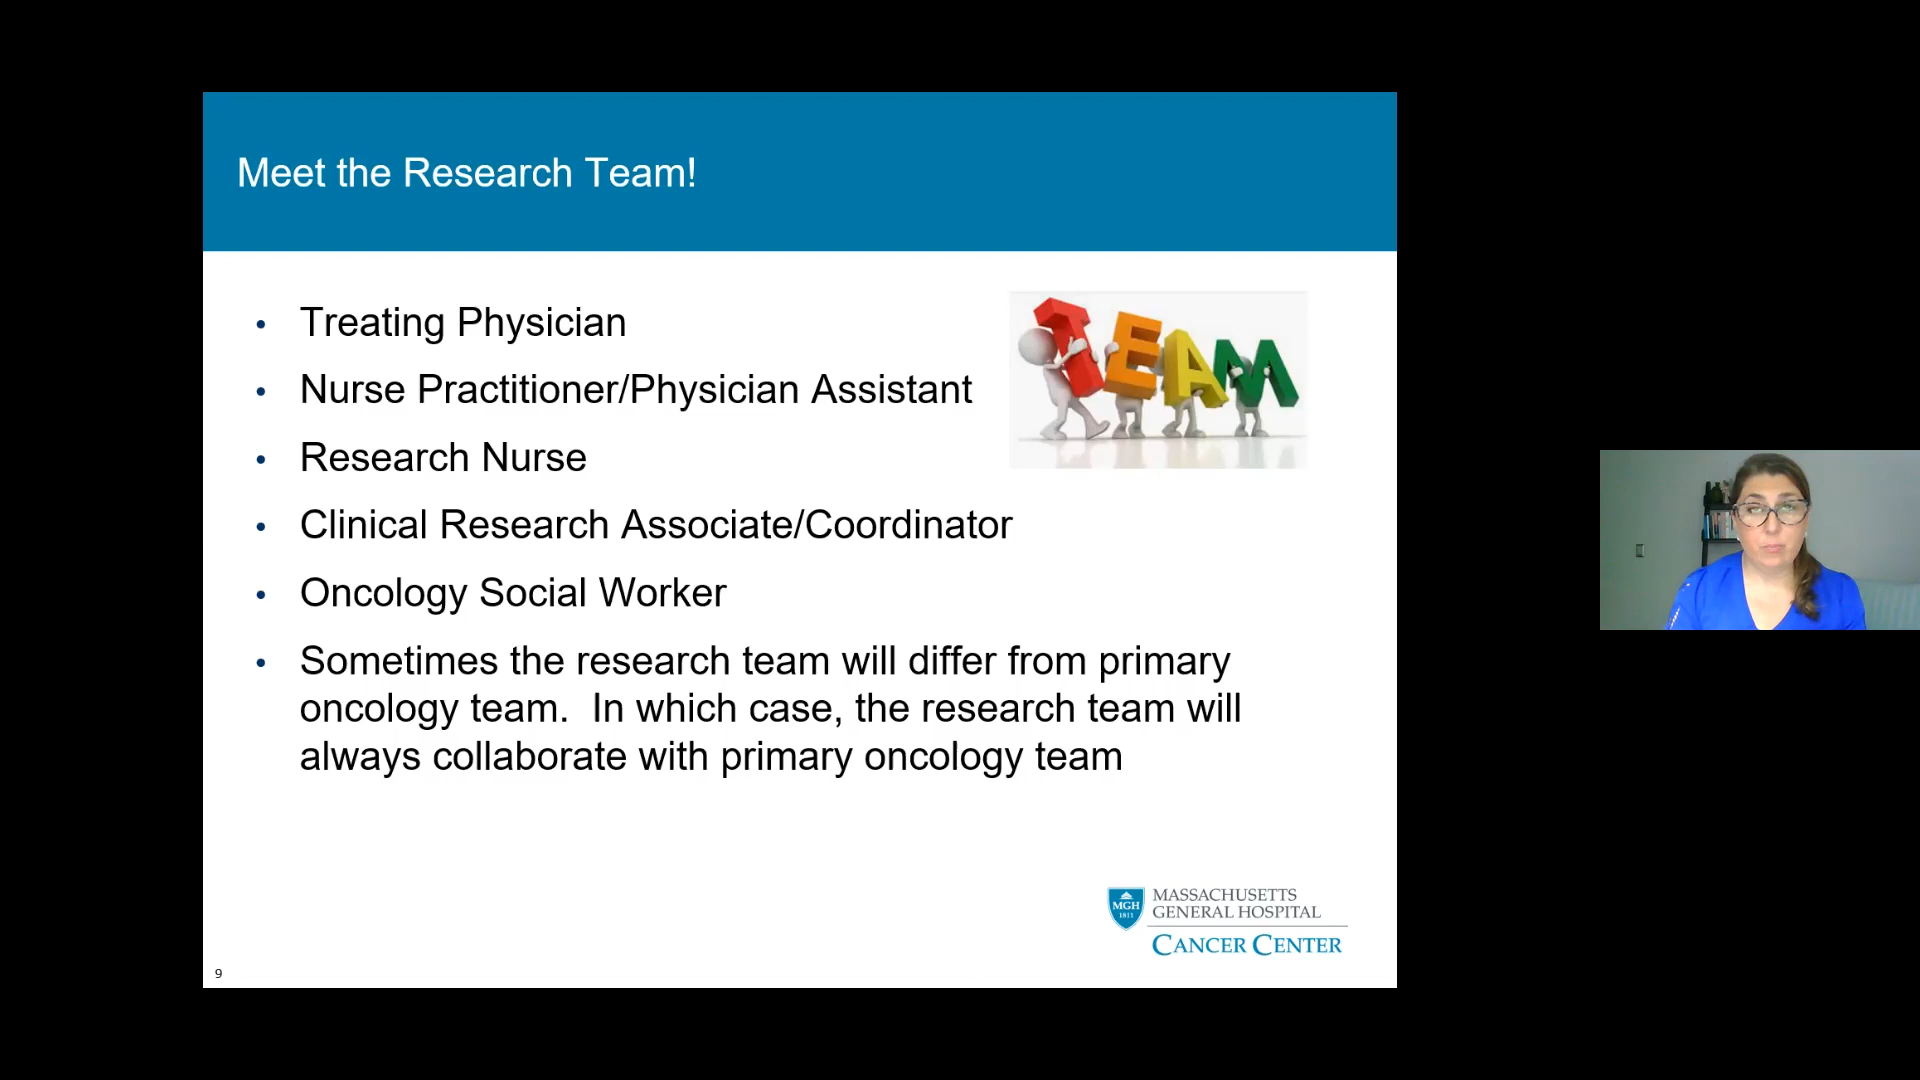 Meet the Research Team!
• Treating Physician
• Nurse Practitioner/Physician Assistant
• Research Nurse
• Clinical Research Associate/Coordinator
• Oncology Social Worker
• Sometimes the research team will differ from primary
oncology team.  In which case, the research team will
always collaborate with primary oncology team
TEAM
MGH
1811
MASSACHUSETTS
GENERAL HOSPITAL
CANCER CENTER
9